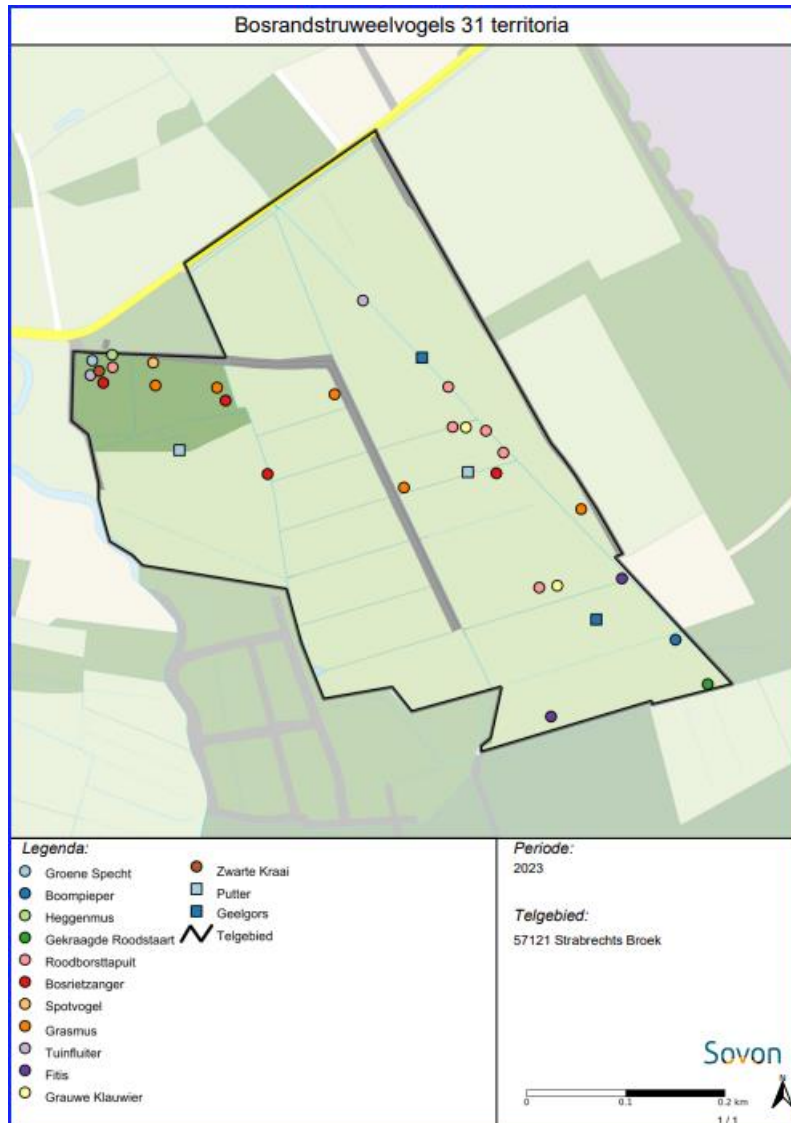 Bosrandstruweelvogels 31 territoria
Legenda:
Groene Specht
Boompieper
Heggenmus
Gekraagde Roodstaart
Roodborsttapuit
Bosrietzanger
Spotvogel
Grasmus
Tuinfluiter
Fitis
Grauwe Klauwier
Zwarte Kraai
Putter
Geelgors
Telgebied
Periode:
2023
Telgebied:
57121 Strabrechts Broek
Sovon
N
0 0.1 0.2 km
1 / 1